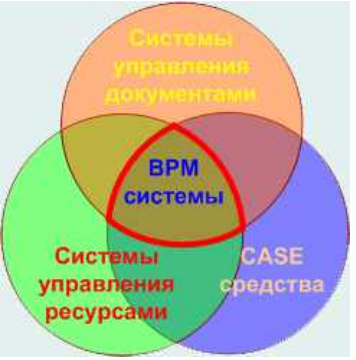 Системы
управления
документами
BPM
системы
Системы
управления
ресурсами
CASE
средства